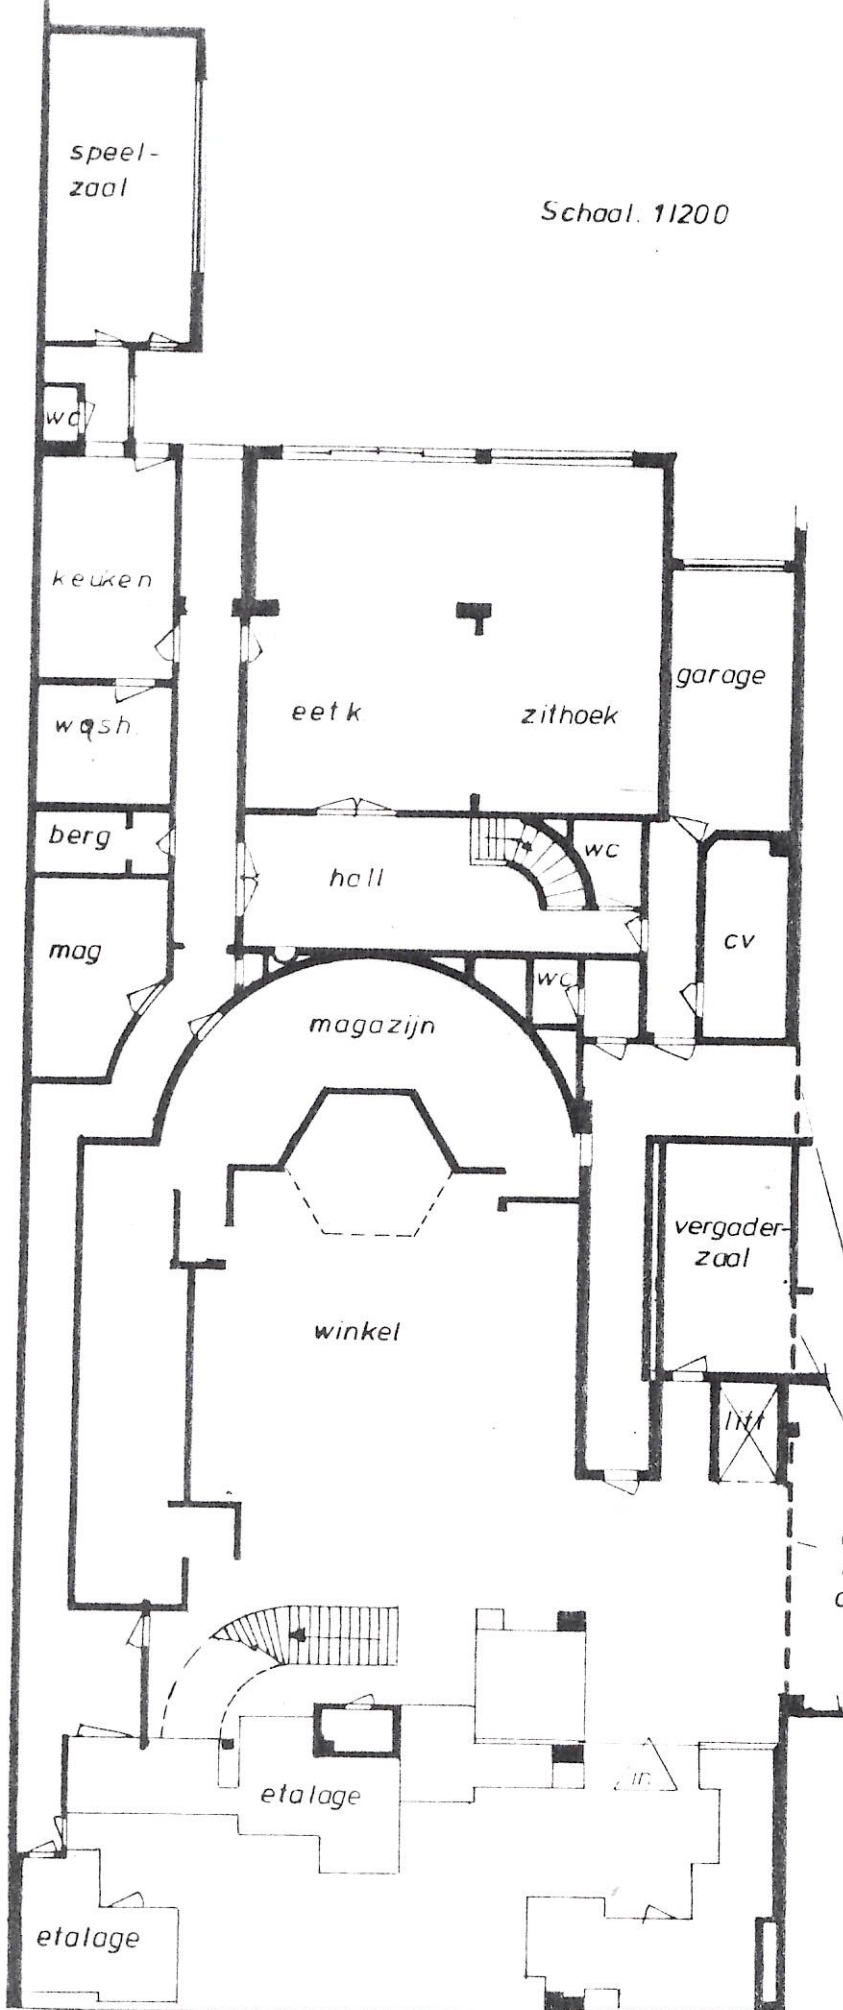 speel-
zaal
Schaal. 1/200
wc
keuken
garage
eetk.
zithoek
wash.
berg
wc
hall
mag
cv
wc
magazijn
vergader-
zaal
winkel
lift
in
etalage
etalage